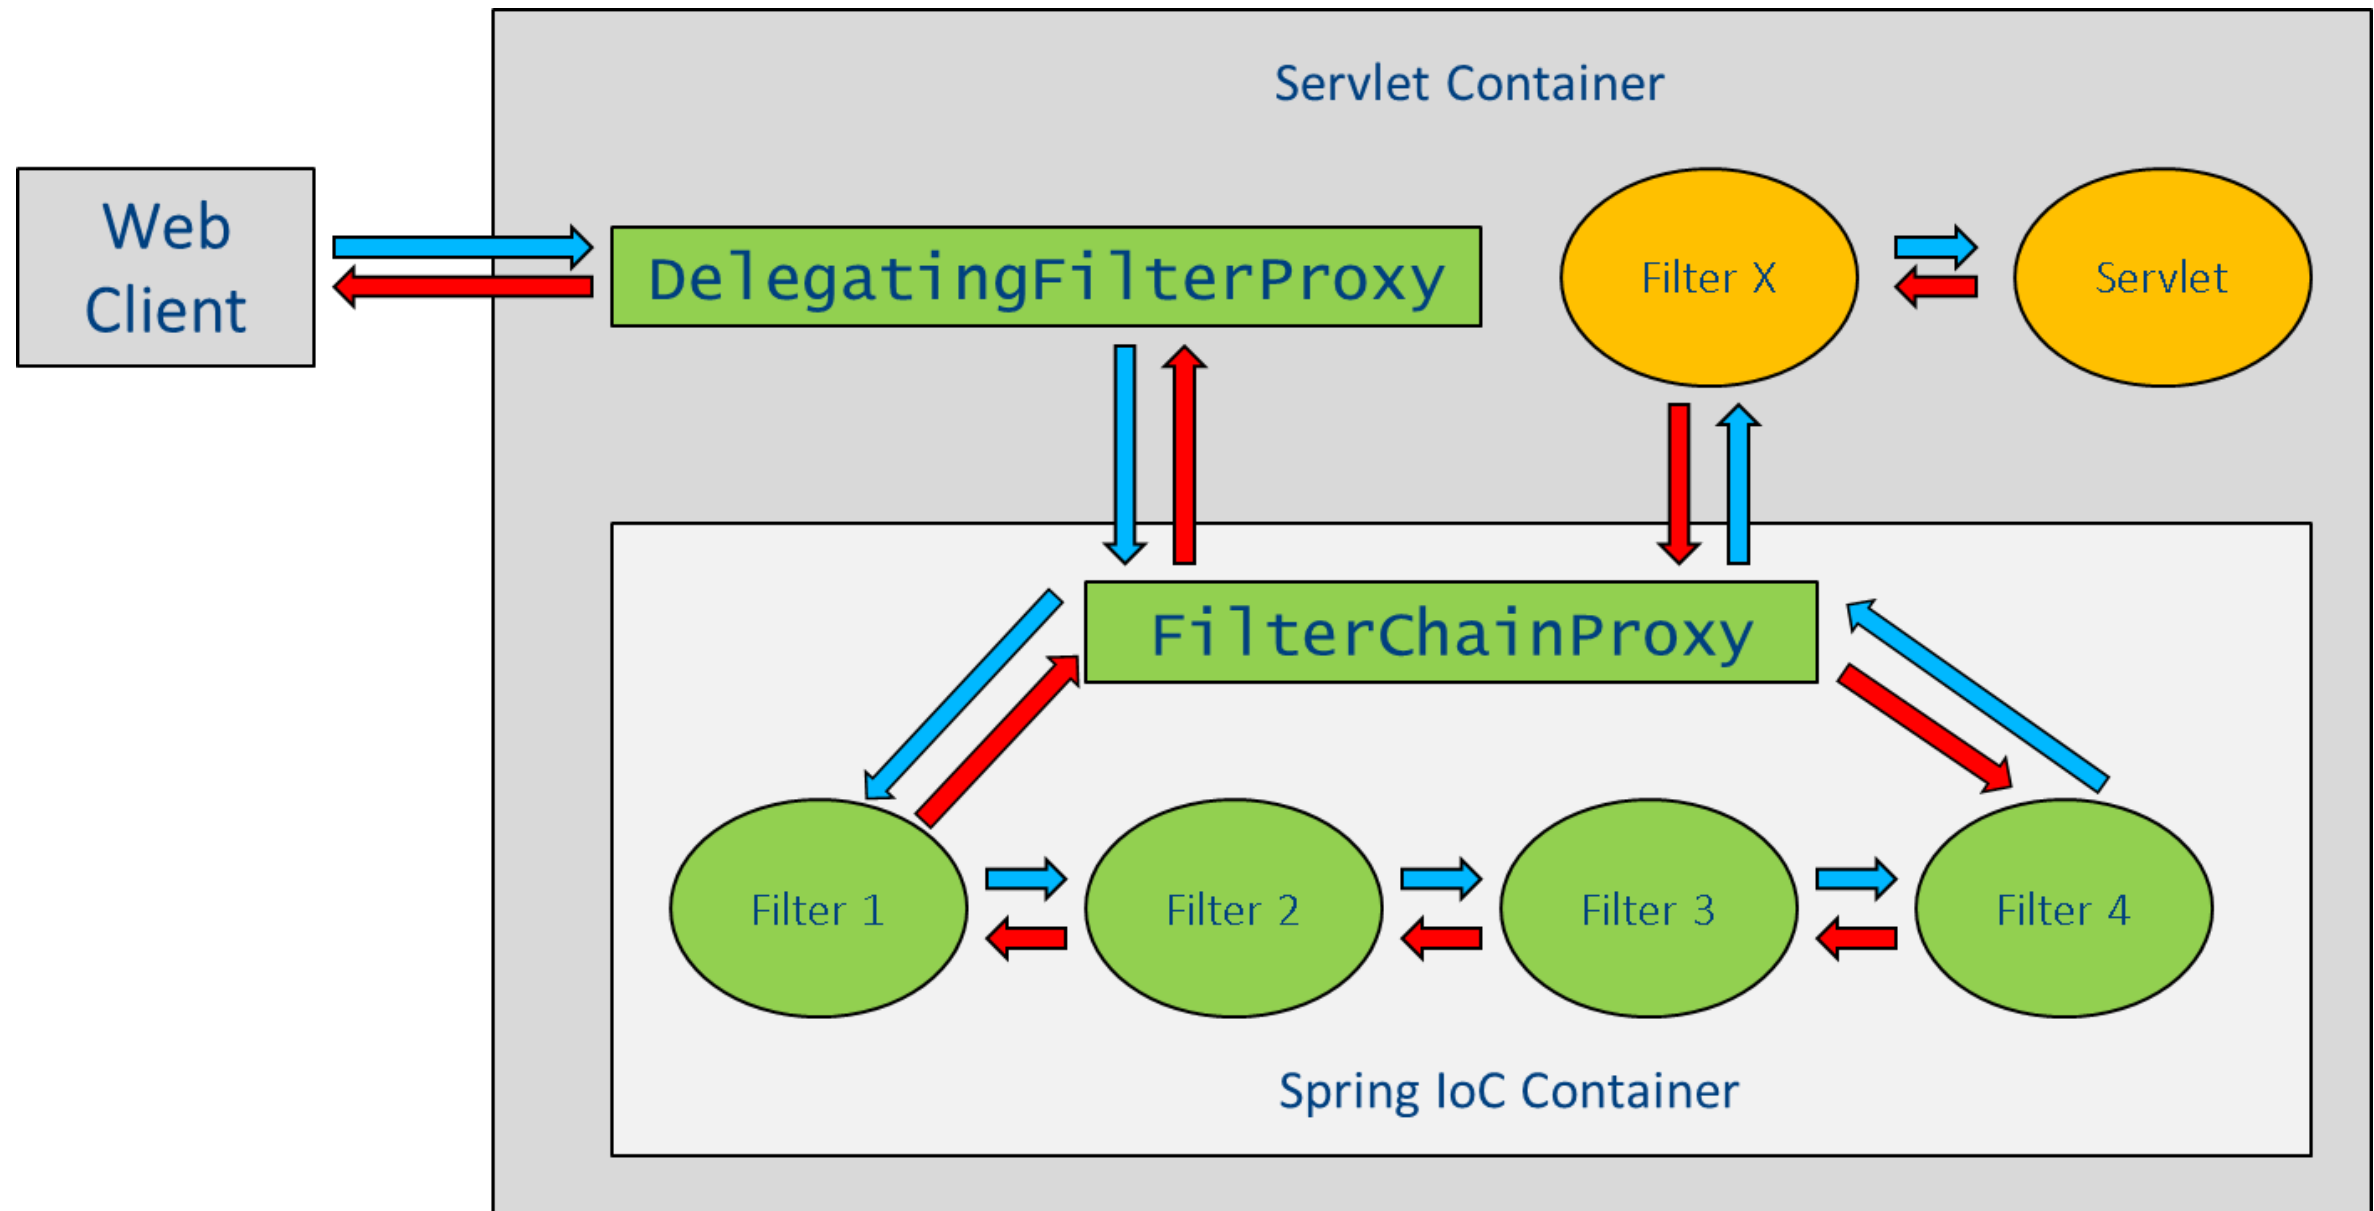 Servlet Container
Web
Client
DelegatingFilterProxy
Filter X
Servlet
FilterChainProxy
Filter 1
Filter 2
Filter 3
Filter 4
Spring IoC Container